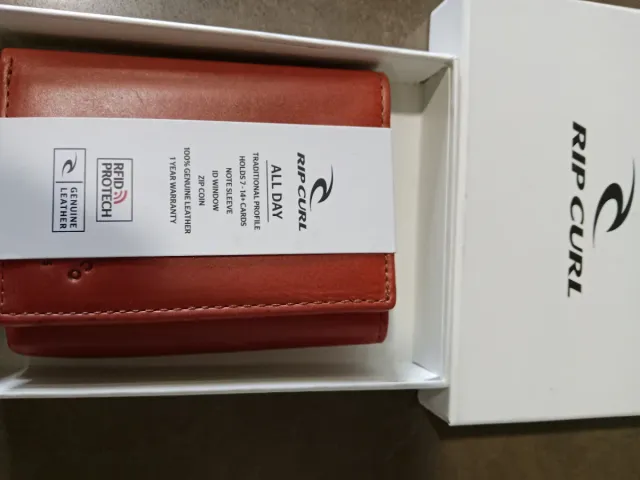 RIP CURL
ALL DAY
TRADITIONAL PROFILE
HOLDS 7-14+ CARDS
NOTE SLEEVE
ID WINDOW
ZIP COIN
100% GENUINE LEATHER
1 YEAR WARRANTY
RFID
PROTECH
GENUINE
LEATHER
RIP CURL